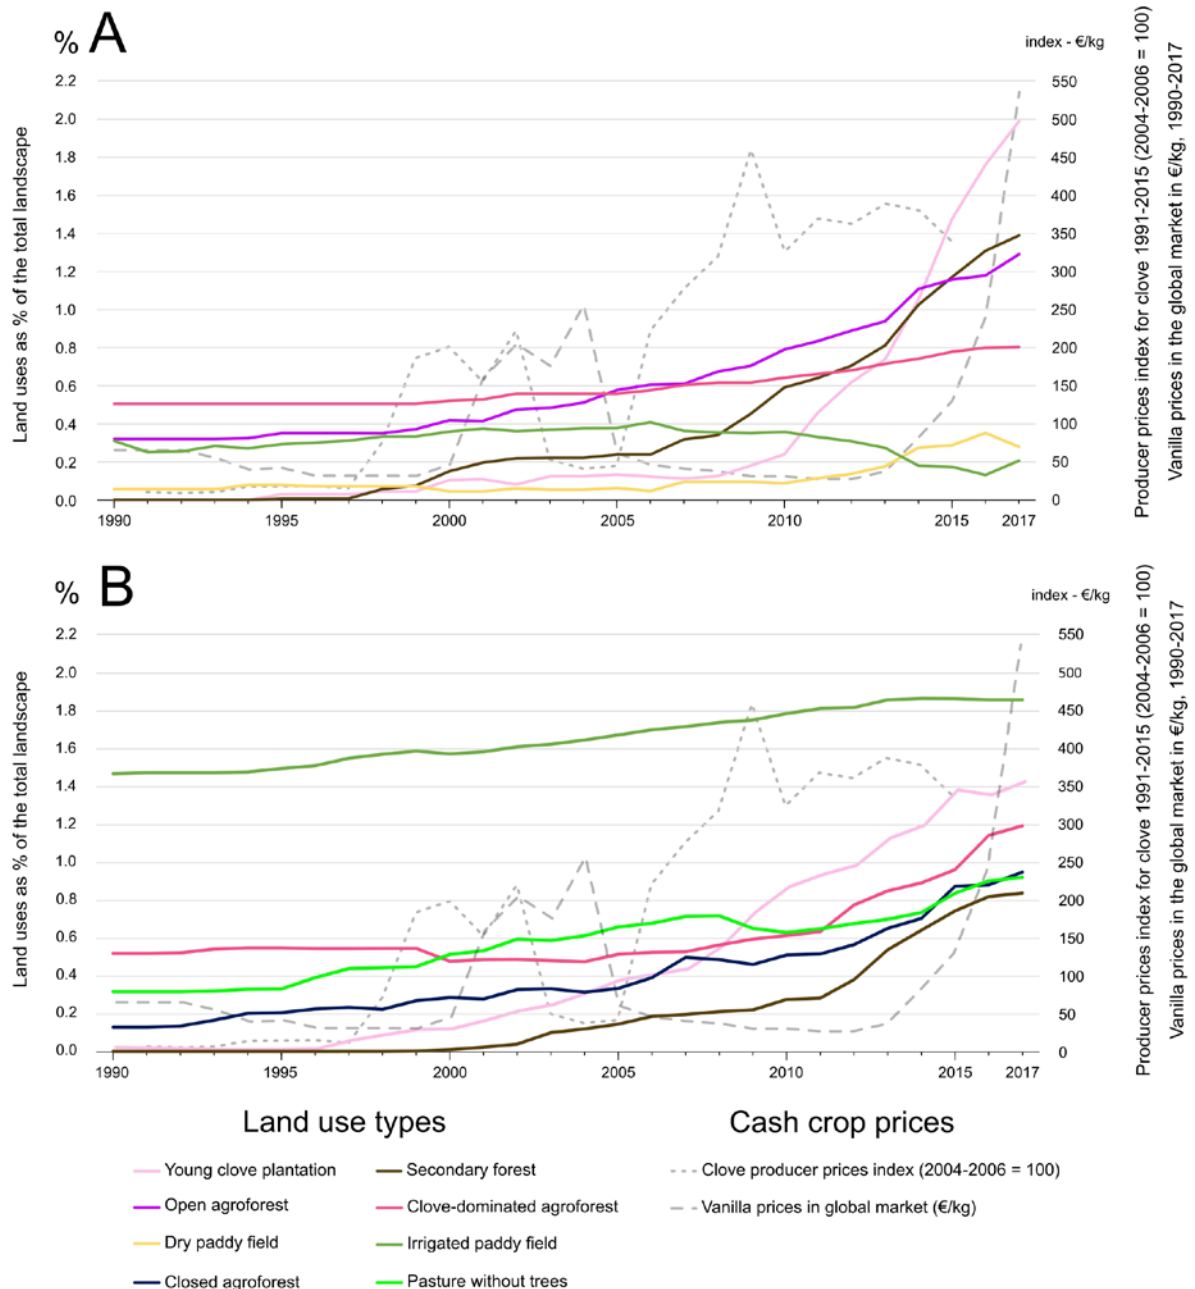 % A
index - €/kg
2.2
2.0
1.8
1.6
1.4
1.2
1.0
0.8
0.6
0.4
0.2
0.0
550
500
450
400
350
300
250
200
150
100
50
0
1990
1995
2000
2005
2010
2015
2017
Land uses as % of the total landscape
Producer prices index for clove 1991-2015 (2004-2006 = 100)
Vanilla prices in the global market in €/kg, 1990-2017
% B
index - €/kg
2.2
2.0
1.8
1.6
1.4
1.2
1.0
0.8
0.6
0.4
0.2
0.0
550
500
450
400
350
300
250
200
150
100
50
0
1990
1995
2000
2005
2010
2015
2017
Land uses as % of the total landscape
Producer prices index for clove 1991-2015 (2004-2006 = 100)
Vanilla prices in the global market in €/kg, 1990-2017
Land use types
Cash crop prices
Young clove plantation
Secondary forest
Clove producer prices index (2004-2006 = 100)
Open agroforest
Clove-dominated agroforest
Vanilla prices in global market (€/kg)
Dry paddy field
Irrigated paddy field
Closed agroforest
Pasture without trees